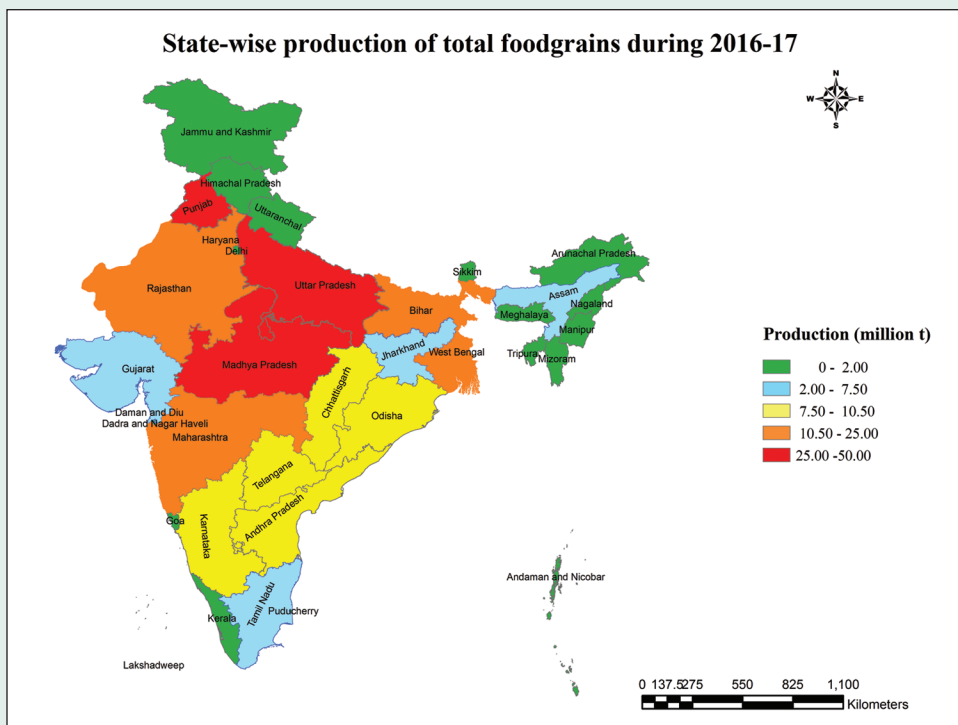 State-wise production of total foodgrains during 2016-17
N
W E
S
Jammu and Kashmir
Himachal Pradesh
Punjab
Uttaranchal
Haryana
Delhi
Arunachal Pradesh
Sikkim
Rajasthan
Uttar Pradesh
Assam
Nagaland
Bihar
Meghalaya
Manipur
Jharkhand
West Bengal
Tripura
Mizoram
Gujarat
Madhya Pradesh
Chhattisgarh
Daman and Diu
Dadra and Nagar Haveli
Odisha
Maharashtra
Telangana
Andhra Pradesh
Goa
Karnataka
Andaman and Nicobar
Tamil Nadu
Puducherry
Kerala
Lakshadweep
Production (million t)
0 - 2.00
2.00 - 7.50
7.50 - 10.50
10.50 - 25.00
25.00 -50.00
0 137.5275 550 825 1,100
Kilometers